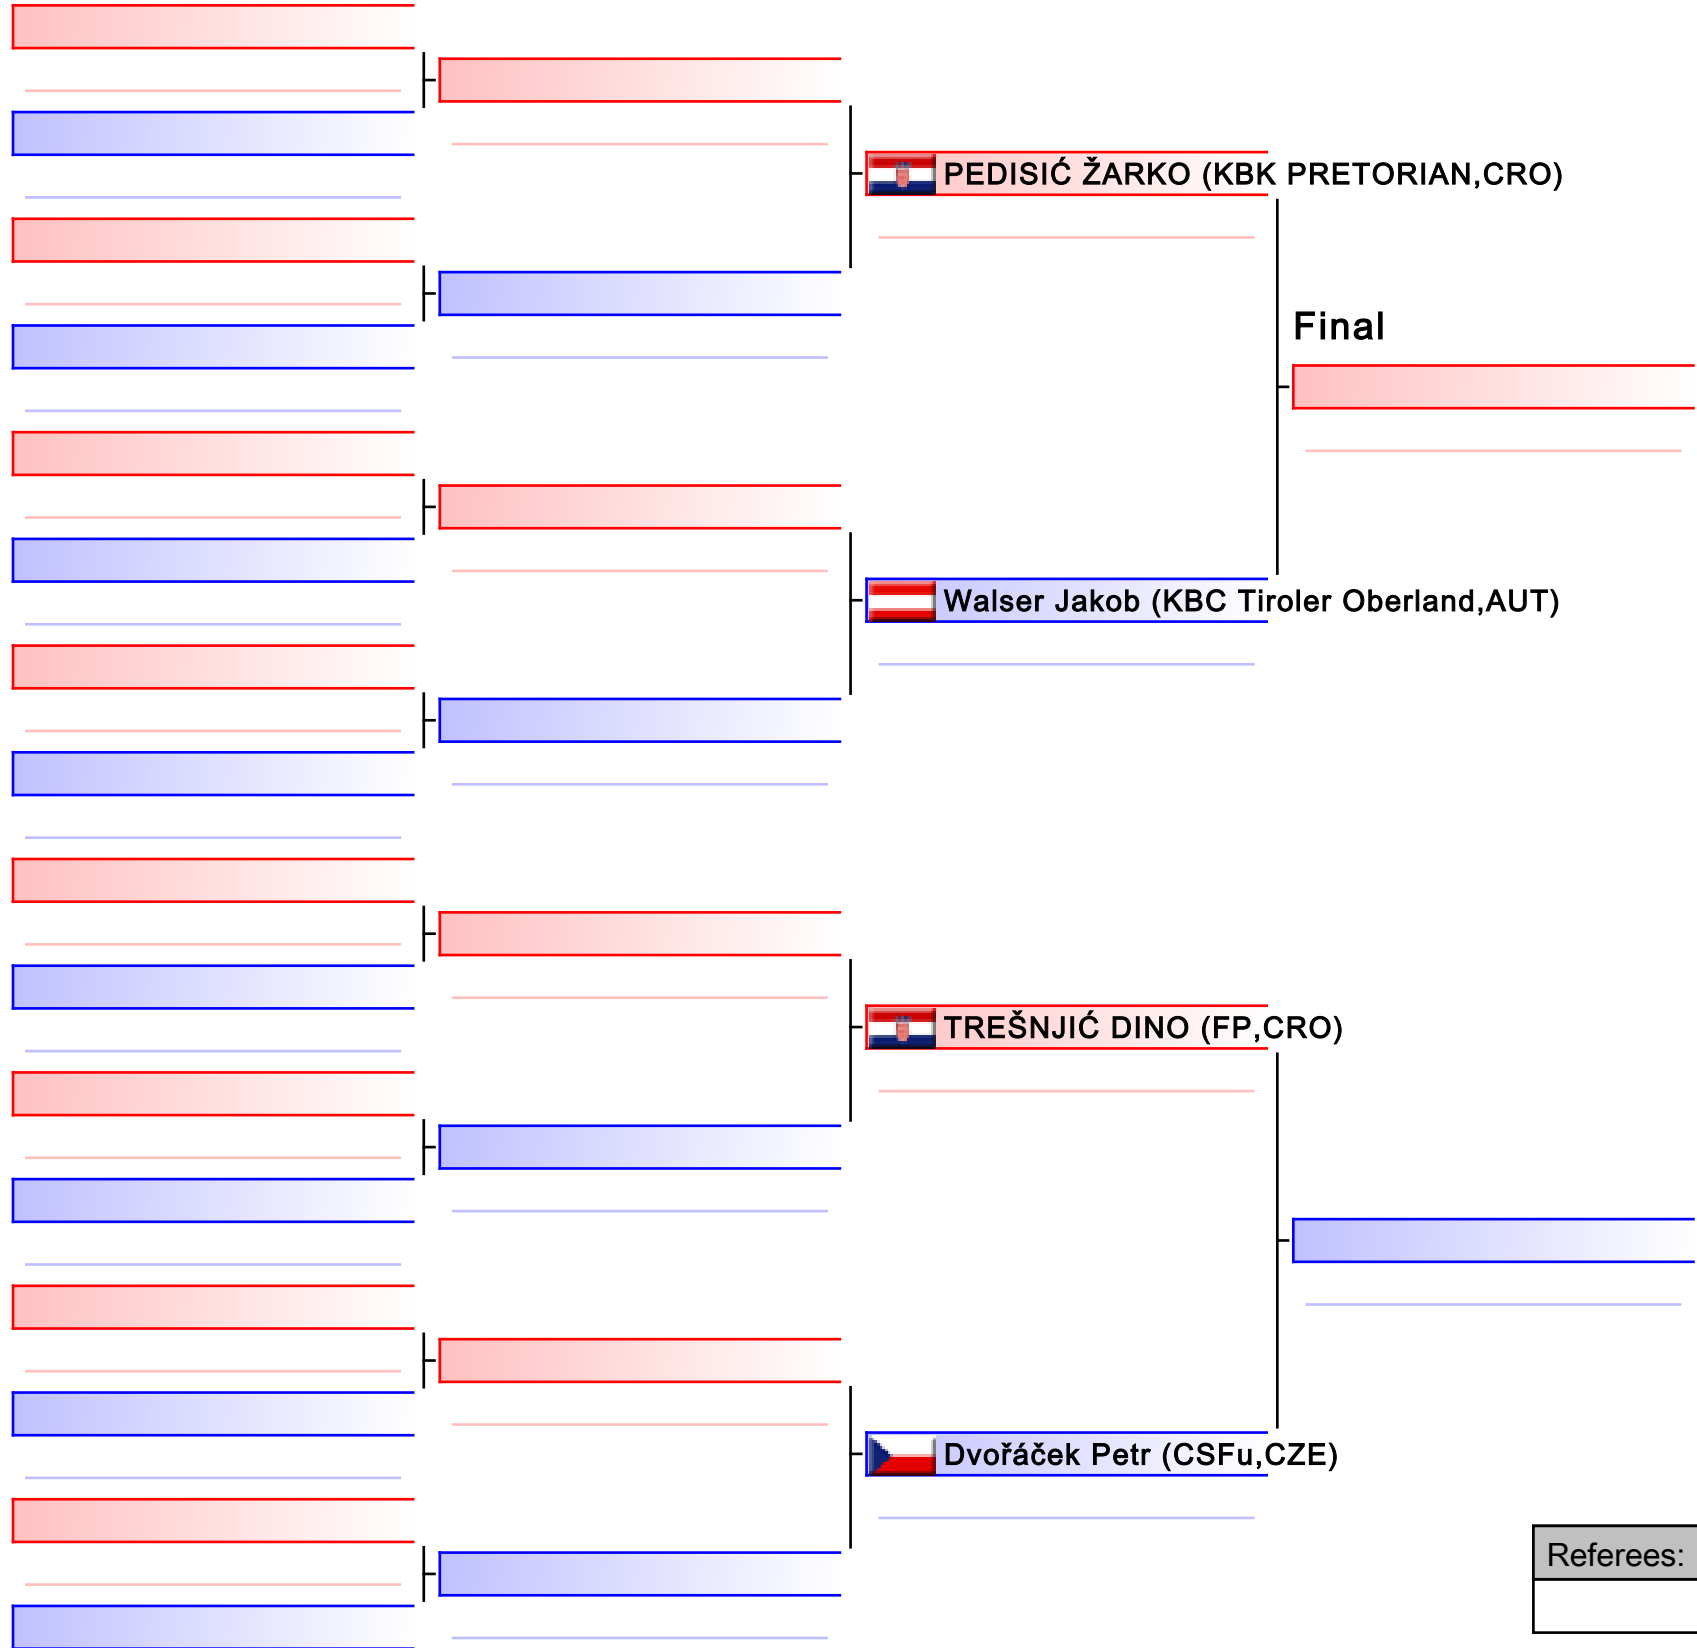 PEDISIĆ ŽARKO (KBK PRETORIAN,CRO)
Final
Walser Jakob (KBC Tiroler Oberland,AUT)
TREŠNJIĆ DINO (FP,CRO)
Dvořáček Petr (CSFu,CZE)
Referees: